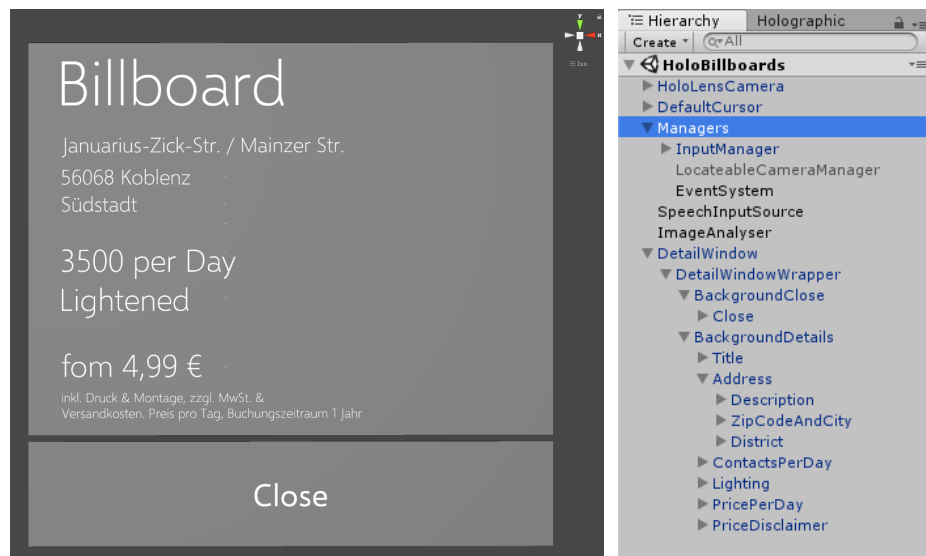 Billboard
Januarius-Zick-Str. / Mainzer Str.
56068 Koblenz
Südstadt
3500 per Day
Lightened
fom 4,99 €
inkl. Druck & Montage, zzgl. MwSt. &
Versandkosten. Preis pro Tag, Buchungszeitraum 1 Jahr
Close
y
x
Iso
Hierarchy
Holographic
Create
All
HoloBillboards
HoloLensCamera
DefaultCursor
Managers
InputManager
LocateableCameraManager
EventSystem
SpeechInputSource
ImageAnalyser
DetailWindow
DetailWindowWrapper
BackgroundClose
Close
BackgroundDetails
Title
Address
Description
ZipCodeAndCity
District
ContactsPerDay
Lighting
PricePerDay
PriceDisclaimer